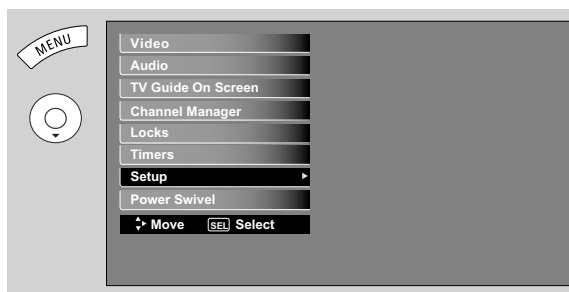 MENU
Video
Audio
TV Guide On Screen
Channel Manager
Locks
Timers
Setup
Power Swivel
Move SEL Select